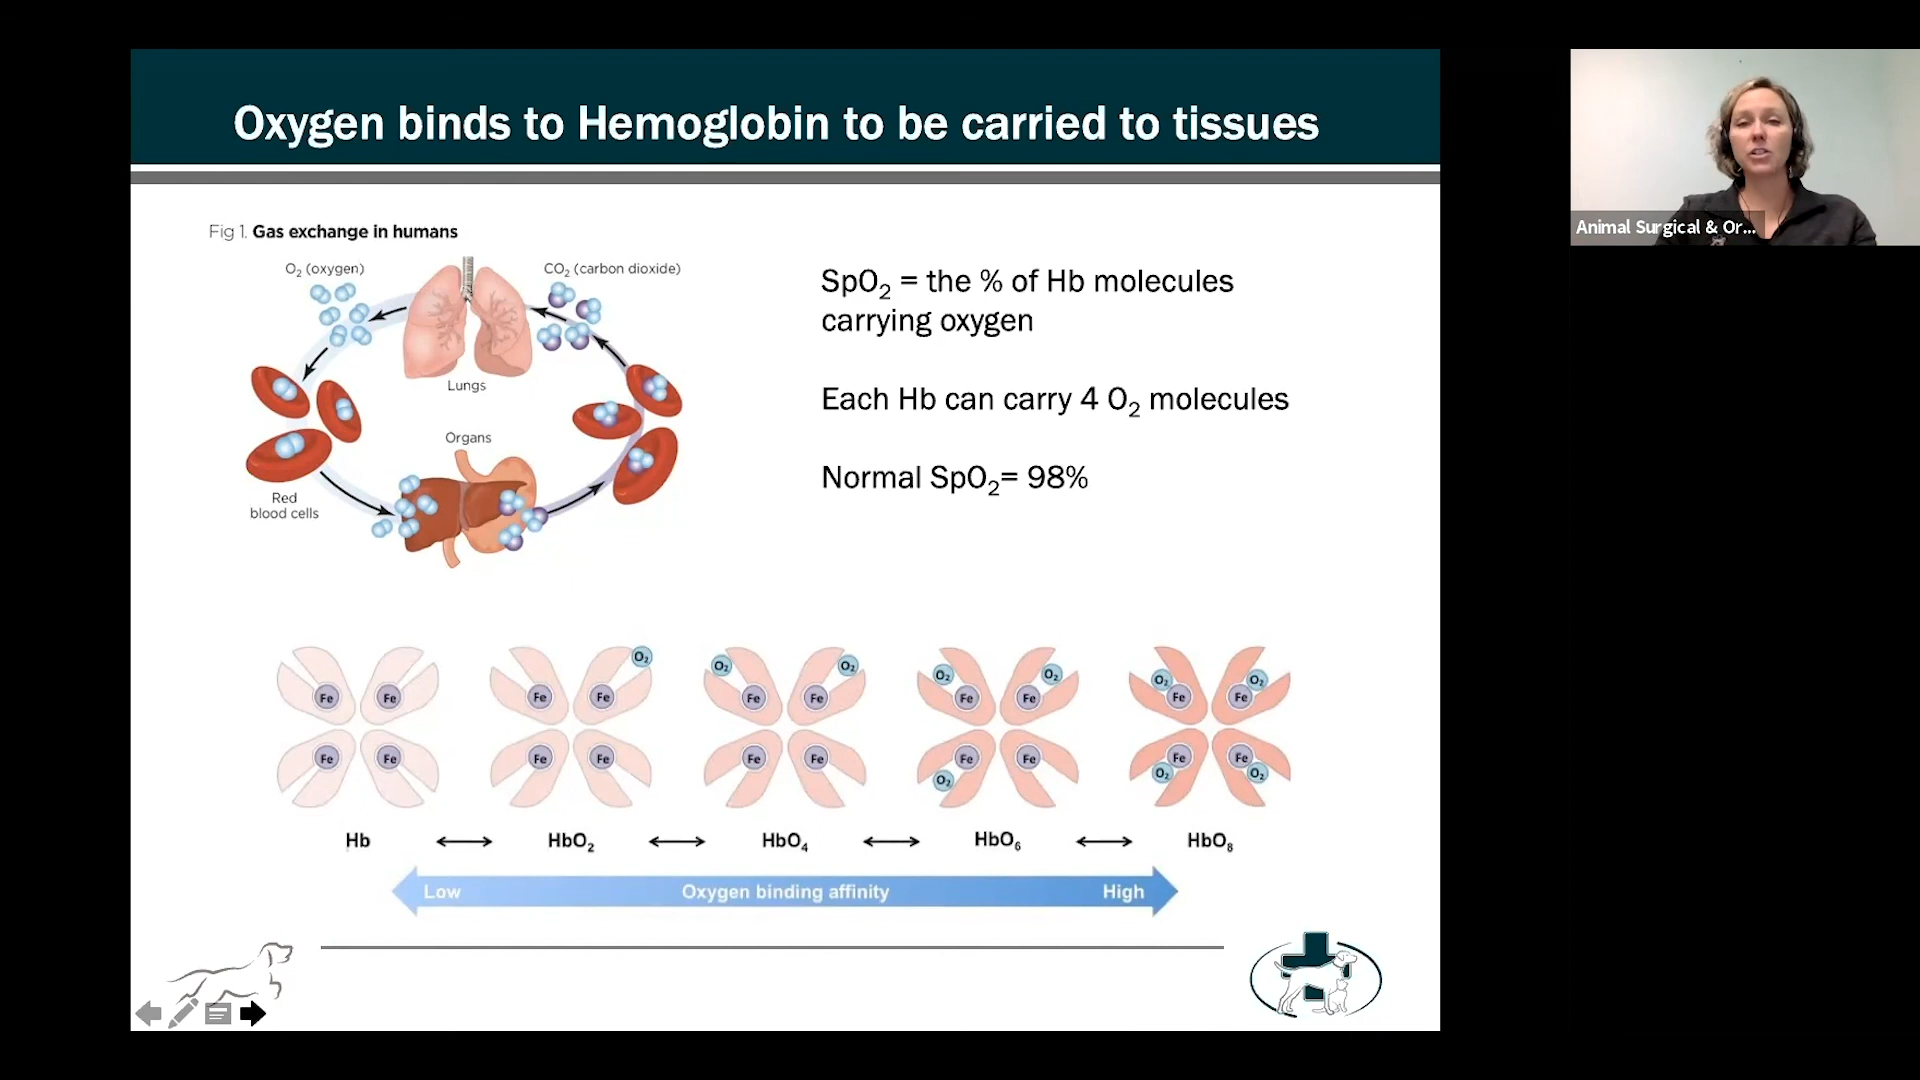 Oxygen binds to Hemoglobin to be carried to tissues
Animal Surgical & Or...
Fig 1. Gas exchange in humans
O₂ (oxygen)
CO₂ (carbon dioxide)
Lungs
Organs
Red
blood cells
SpO₂ = the % of Hb molecules
carrying oxygen
Each Hb can carry 4 O₂ molecules
Normal SpO₂= 98%
O₂ O₂ O₂ O₂ O₂ O₂ O₂
Fe Fe Fe Fe Fe Fe Fe Fe Fe Fe
Fe Fe Fe Fe Fe Fe Fe Fe Fe Fe
O₂ O₂ O₂
Hb HbO₂ HbO₄ HbO₆ HbO₈
Low Oxygen binding affinity High